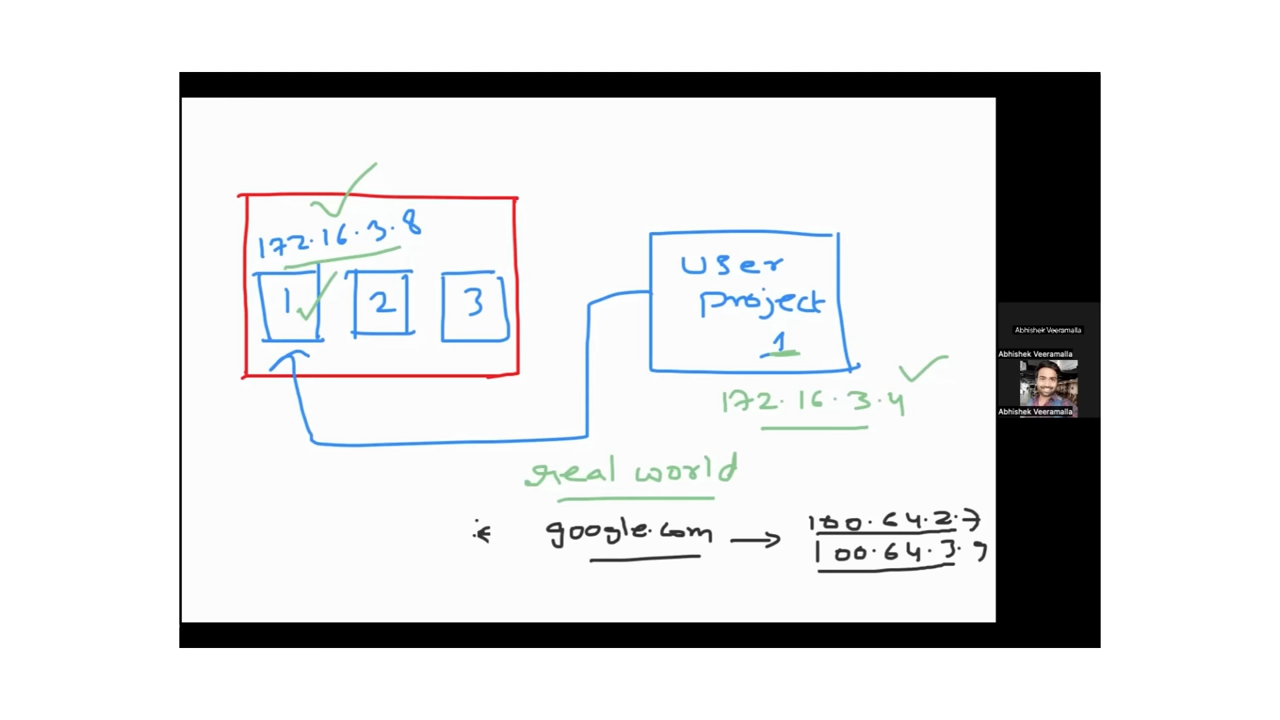 172.16.3.8
1 2 3
user
project
1
172.16.3.4
real world
google.com → 100.64.2.7
100.64.3.9
Abhishek Veeramalla
Abhishek Veeramalla
Abhishek Veeramalla